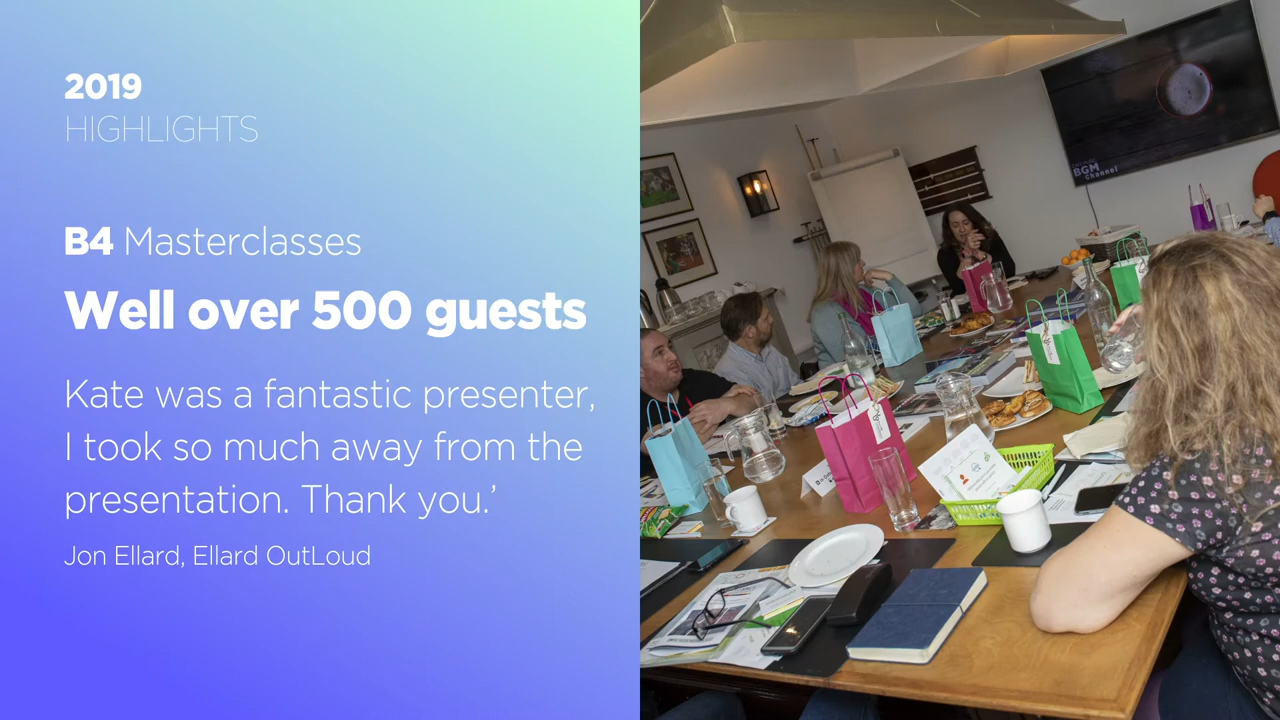 2019
HIGHLIGHTS
B4 Masterclasses
Well over 500 guests
Kate was a fantastic presenter,
I took so much away from the
presentation. Thank you.’
Jon Ellard, Ellard OutLoud
BGM
Channel